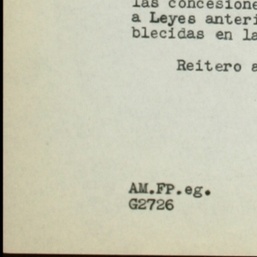 las concesione
a Leyes anteri
blecidas en la
Reitero a
AM.FP.eg.
G2726